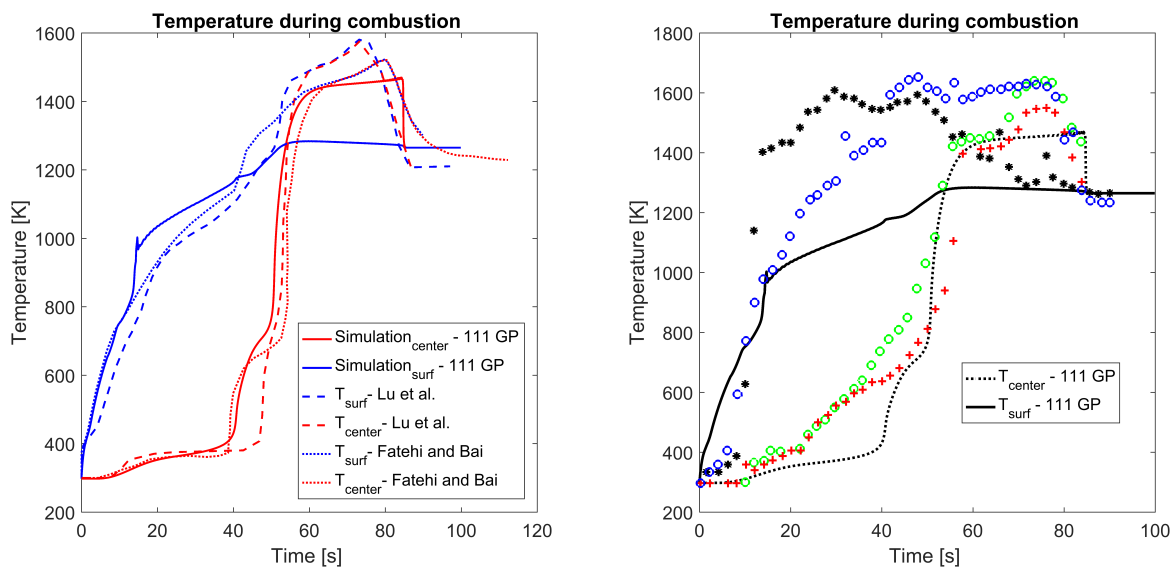 Temperature during combustion
Temperature [K]
1600
1400
1200
1000
800
600
400
200
Simulation_center - 111 GP
Simulation_surf - 111 GP
T_surf- Lu et al.
T_center- Lu et al.
T_surf- Fatehi and Bai
T_center- Fatehi and Bai
0 20 40 60 80 100 120
Time [s]
Temperature during combustion
Temperature [K]
1800
1600
1400
1200
1000
800
600
400
200
T_center- 111 GP
T_surf- 111 GP
0 20 40 60 80 100
Time [s]